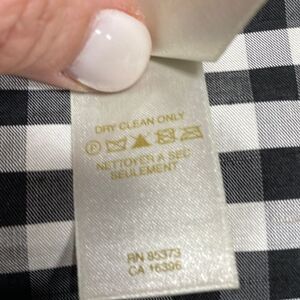 DRY CLEAN ONLY
P
NETTOYER A SEC
SEULEMENT
RN 85373
CA 16396